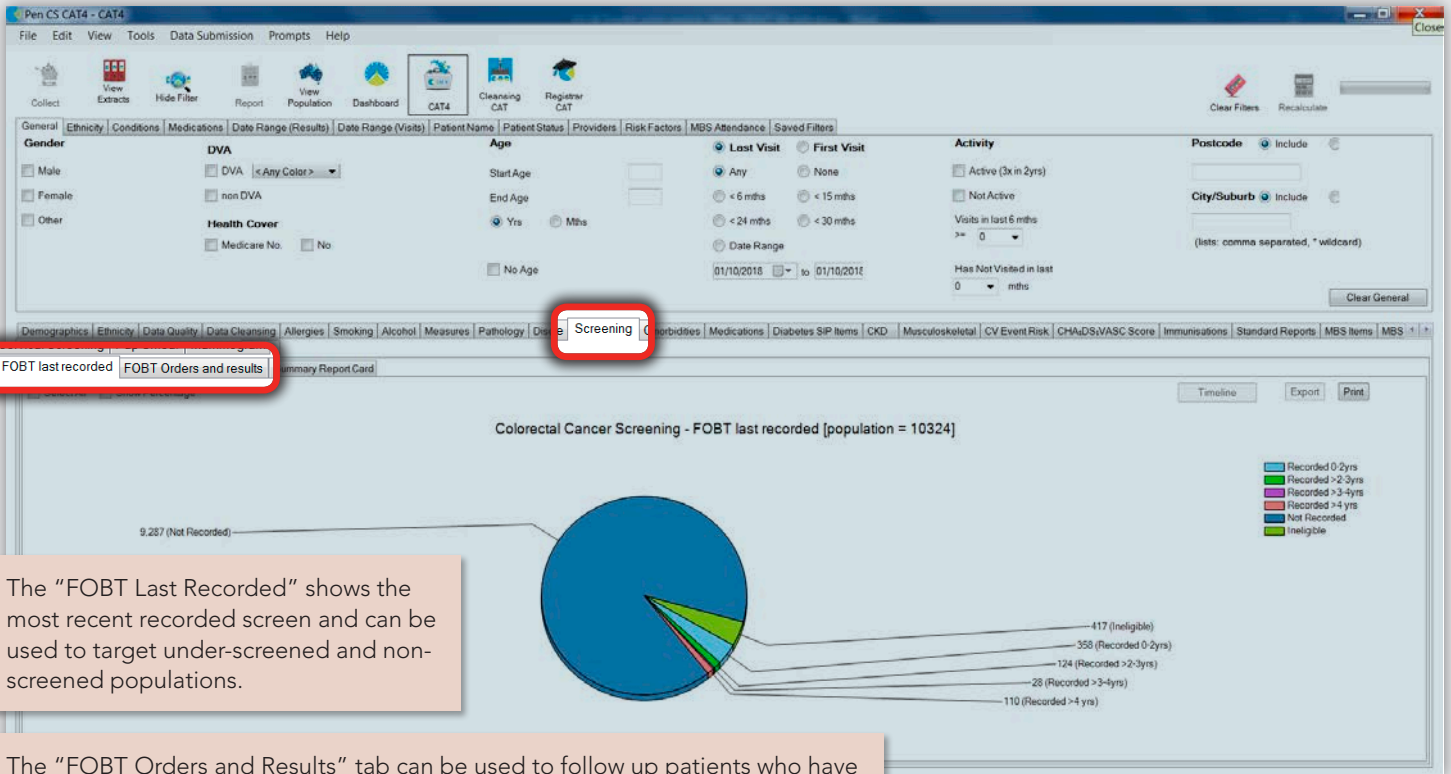 Pen CS CAT4 - CAT4
Close
File Edit View Tools Data Submission Prompts Help
Collect View Extracts Hide Filter Report View Population Dashboard CAT4 Cleansing CAT Registrar CAT Clear Filters Recalculate
General Ethnicity Conditions Medications Date Range (Results) Date Range (Visits) Patient Name Patient Status Providers Risk Factors MBS Attendance Saved Filters
Gender DVA Age Last Visit First Visit Activity Postcode Include
Male DVA <Any Color> Start Age Any None Active (3x in 2yrs)
Female non DVA End Age < 6 mths < 15 mths Not Active City/Suburb Include
Other Health Cover Yrs Mths < 24 mths < 30 mths Visits in last 6 mths
Medicare No. No Date Range >= 0 (lists: comma separated, * wildcard)
No Age 01/10/2018 to 01/10/2018 Has Not Visited in last
0 mths
Clear General
Demographics Ethnicity Data Quality Data Cleansing Allergies Smoking Alcohol Measures Pathology Screening Medications Diabetes SIP Items CKD Musculoskeletal CV Event Risk CHA₂DS₂VASC Score Immunisations Standard Reports MBS Items MBS
FOBT last recorded FOBT Orders and results Report Card
Timeline Export Print
Colorectal Cancer Screening - FOBT last recorded [population = 10324]
Recorded 0-2yrs
Recorded >2-3yrs
Recorded >3-4yrs
Recorded >4 yrs
Not Recorded
Ineligible
9.287 (Not Recorded)
417 (Ineligible)
358 (Recorded 0-2yrs)
124 (Recorded >2-3yrs)
28 (Recorded >3-4yrs)
110 (Recorded >4 yrs)
The “FOBT Last Recorded” shows the
most recent recorded screen and can be
used to target under-screened and non-
screened populations.
The “FOBT Orders and Results” tab can be used to follow up patients who have